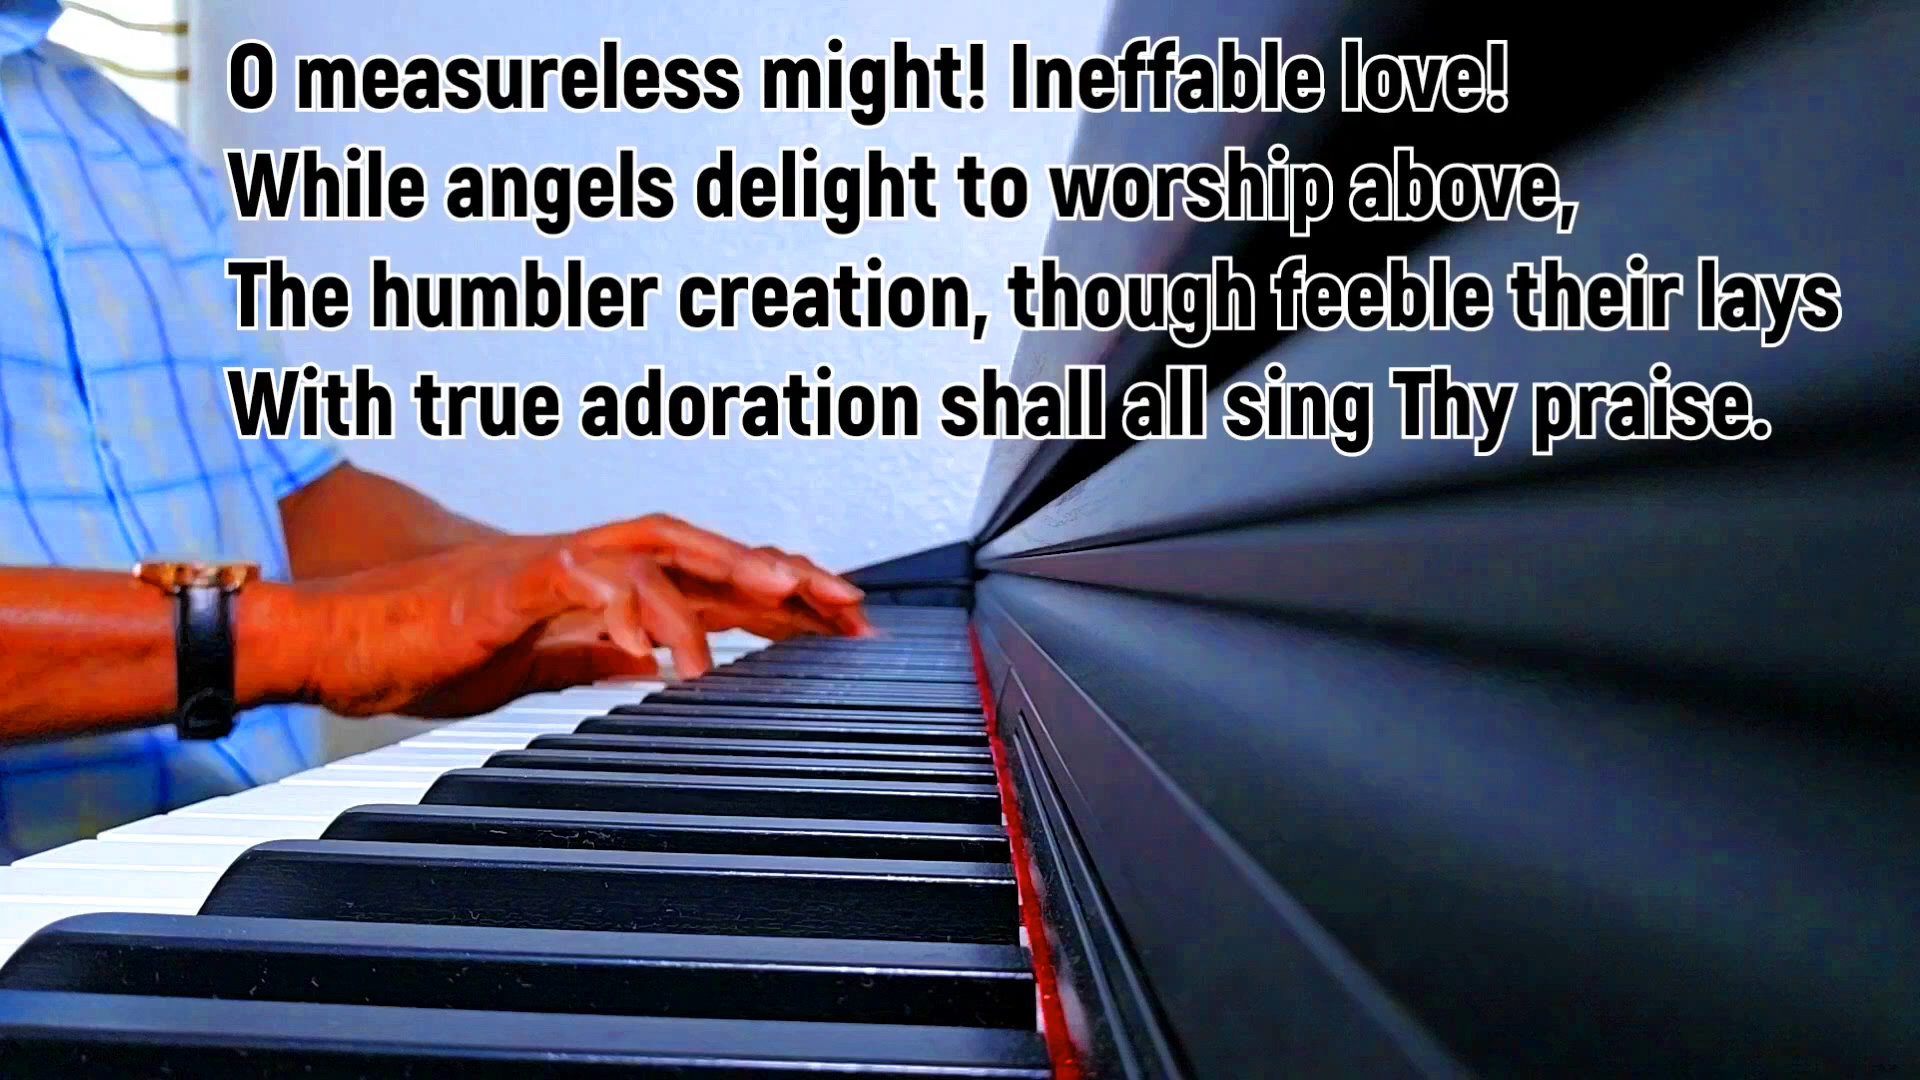 O measureless might! Ineffable love!
While angels delight to worship above,
The humbler creation, though feeble their lays
With true adoration shall all sing Thy praise.